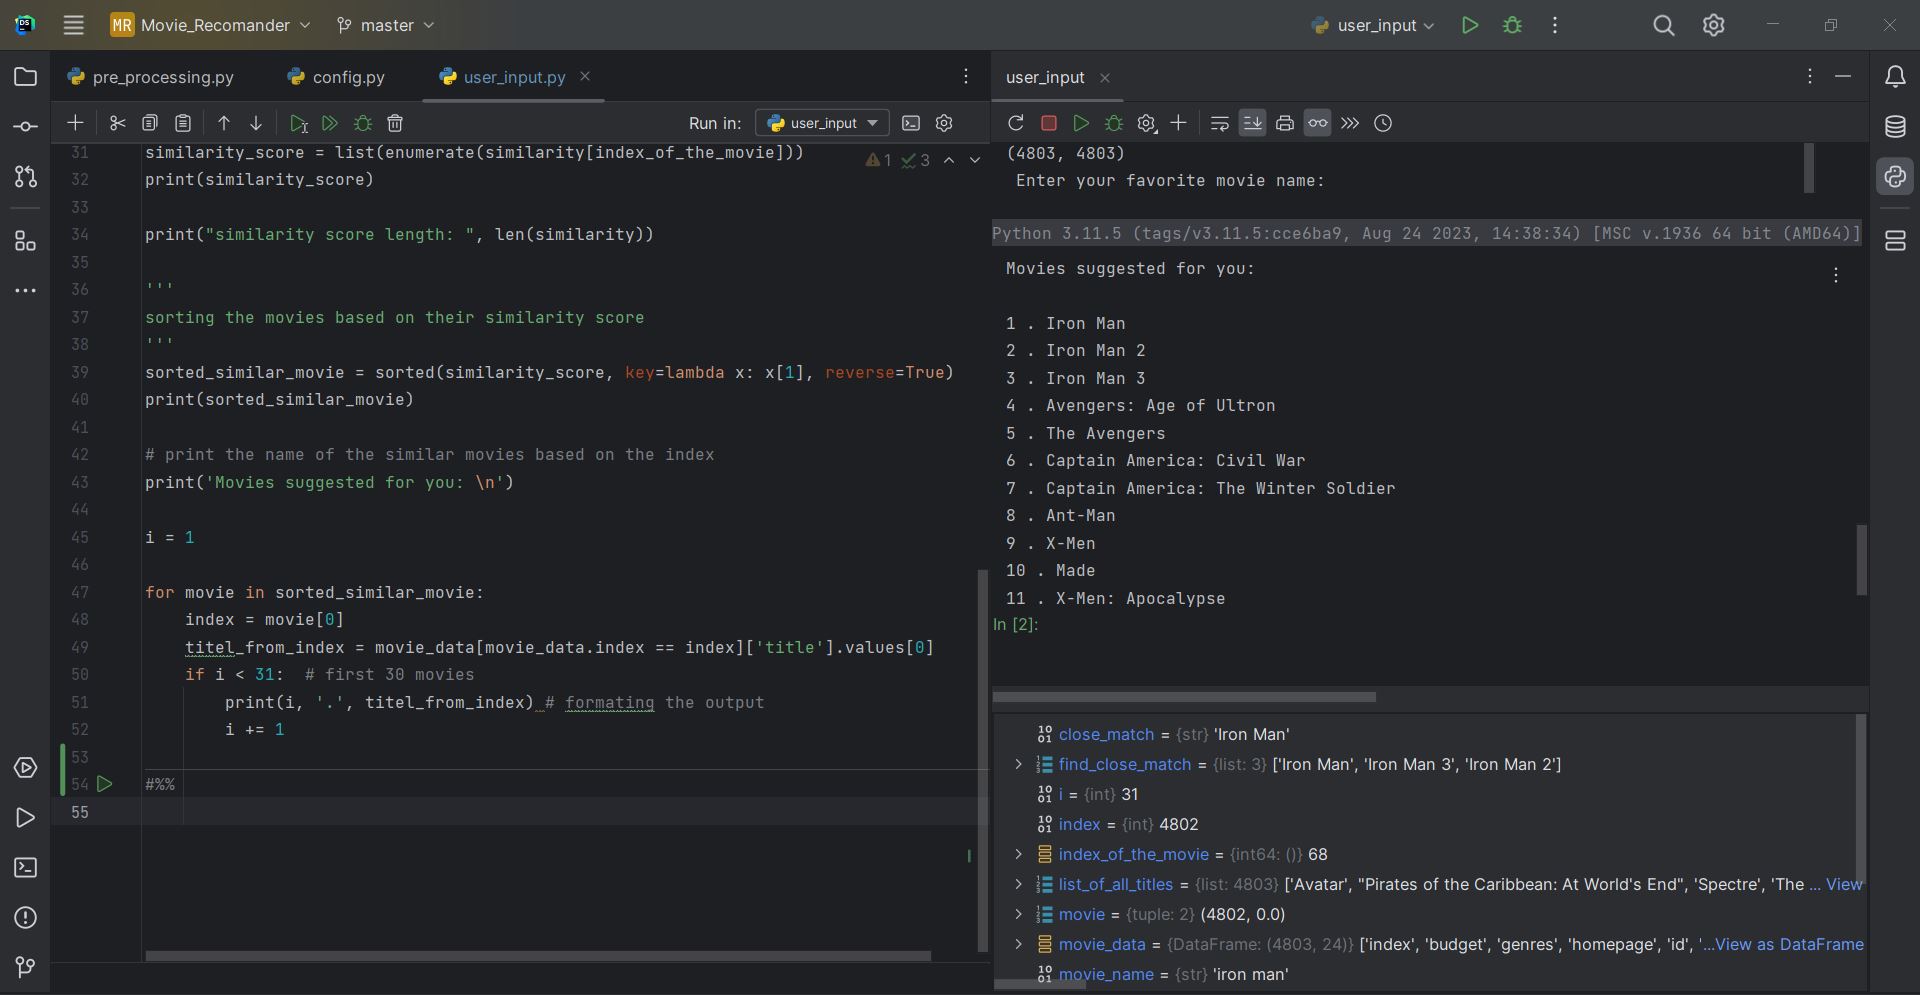 MR Movie_Recomander master user_input
pre_processing.py config.py user_input.py
Run in: user_input
31 similarity_score = list(enumerate(similarity[index_of_the_movie]))
1 3
32 print(similarity_score)
33
34 print("similarity score length: ", len(similarity))
35
36 '''
37 sorting the movies based on their similarity score
38 '''
39 sorted_similar_movie = sorted(similarity_score, key=lambda x: x[1], reverse=True)
40 print(sorted_similar_movie)
41
42 # print the name of the similar movies based on the index
43 print('Movies suggested for you: \n')
44
45 i = 1
46
47 for movie in sorted_similar_movie:
48 index = movie[0]
49 titel_from_index = movie_data[movie_data.index == index]['title'].values[0]
50 if i < 31: # first 30 movies
51 print(i, '.', titel_from_index) # formating the output
52 i += 1
53
54 #%%
55
user_input
(4803, 4803)
Enter your favorite movie name:
Python 3.11.5 (tags/v3.11.5:cce6ba9, Aug 24 2023, 14:38:34) [MSC v.1936 64 bit (AMD64)]
Movies suggested for you:
1 . Iron Man
2 . Iron Man 2
3 . Iron Man 3
4 . Avengers: Age of Ultron
5 . The Avengers
6 . Captain America: Civil War
7 . Captain America: The Winter Soldier
8 . Ant-Man
9 . X-Men
10 . Made
11 . X-Men: Apocalypse
In [2]:
close_match = {str} 'Iron Man'
find_close_match = {list: 3} ['Iron Man', 'Iron Man 3', 'Iron Man 2']
i = {int} 31
index = {int} 4802
index_of_the_movie = {int64: ()} 68
list_of_all_titles = {list: 4803} ['Avatar', "Pirates of the Caribbean: At World's End", 'Spectre', 'The ... View
movie = {tuple: 2} (4802, 0.0)
movie_data = {DataFrame: (4803, 24)} ['index', 'budget', 'genres', 'homepage', 'id', '...View as DataFrame
movie_name = {str} 'iron man'